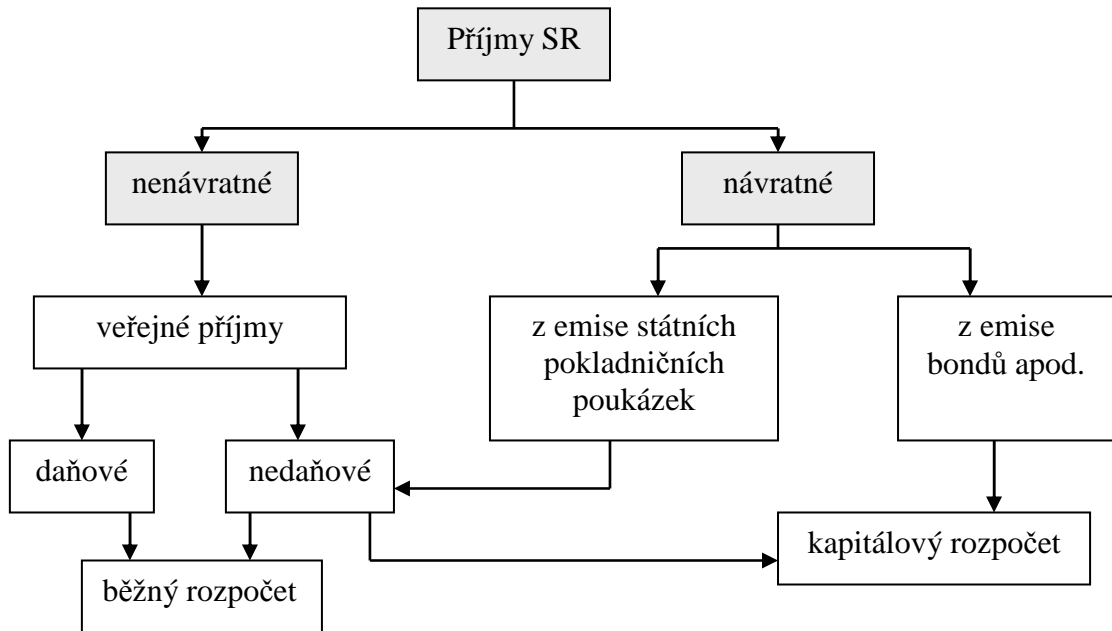 Příjmy SR
nenávratné
návratné
veřejné příjmy
z emise státních
pokladničních
poukázek
z emise
bondů apod.
daňové
nedaňové
kapitálový rozpočet
běžný rozpočet